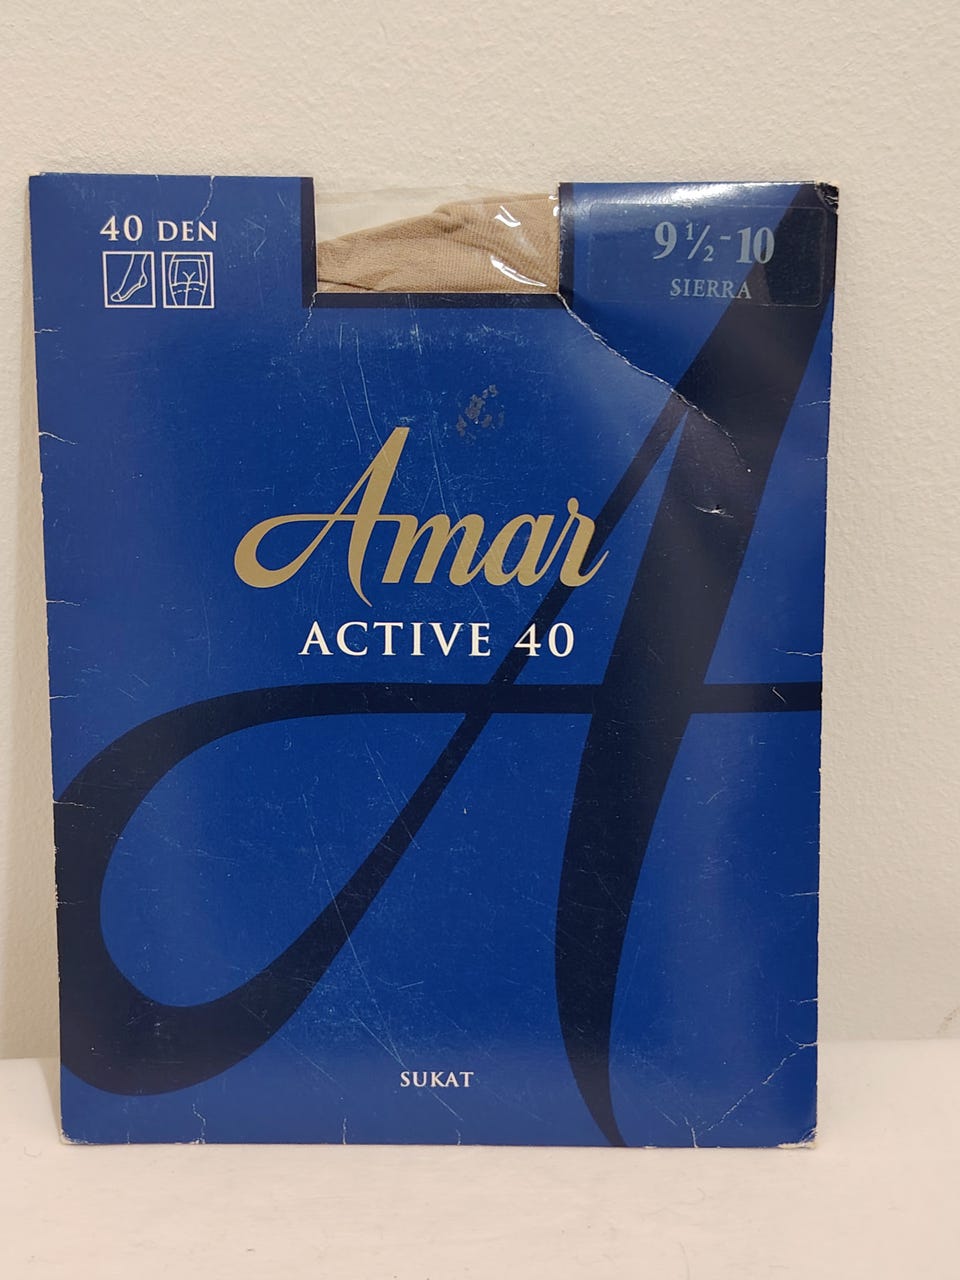 40 DEN
9 ½ - 10
SIERRA
Amar
ACTIVE 40
SUKAT